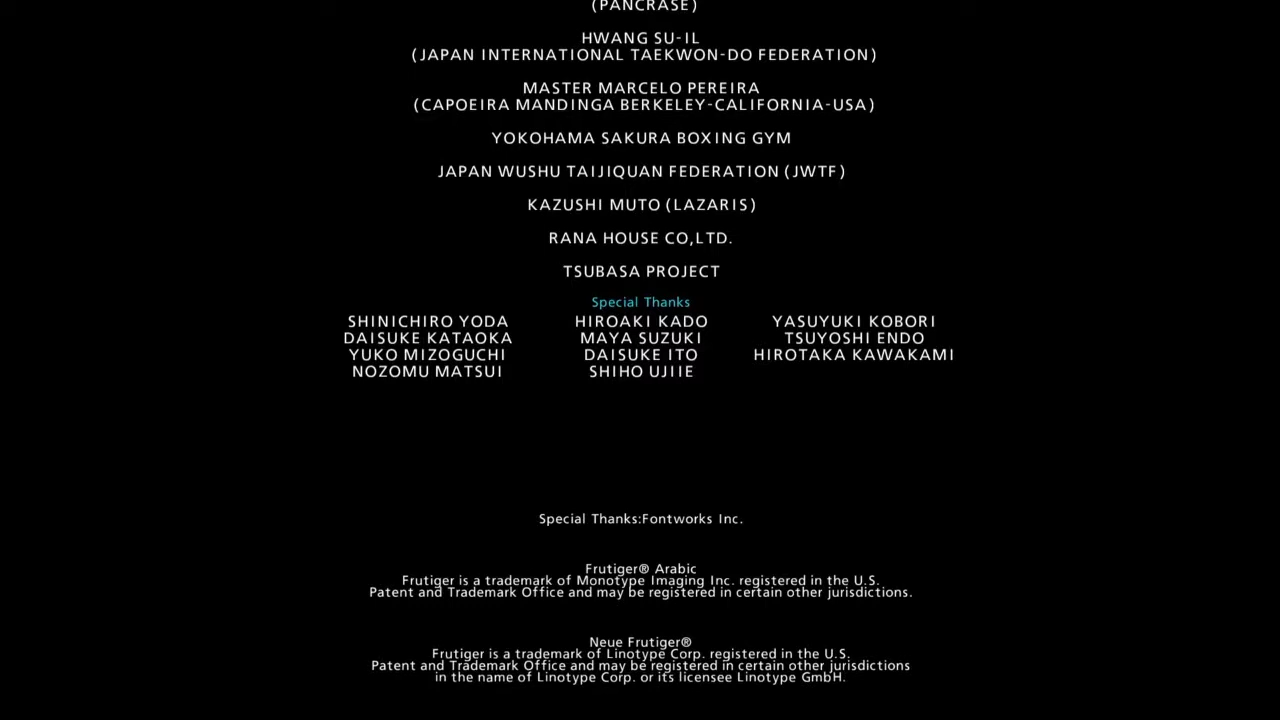 (PANCRASE)
HWANG SU-IL
(JAPAN INTERNATIONAL TAEKWON-DO FEDERATION)
MASTER MARCELO PEREIRA
(CAPOEIRA MANDINGA BERKELEY-CALIFORNIA-USA)
YOKOHAMA SAKURA BOXING GYM
JAPAN WUSHU TAIJIQUAN FEDERATION (JWTF)
KAZUSHI MUTO (LAZARIS)
RANA HOUSE CO,LTD.
TSUBASA PROJECT
Special Thanks
SHINICHIRO YODA HIROAKI KADO YASUYUKI KOBORI
DAISUKE KATAOKA MAYA SUZUKI TSUYOSHI ENDO
YUKO MIZOGUCHI DAISUKE ITO HIROTAKA KAWAKAMI
NOZOMU MATSUI SHIHO UJIIE
Special Thanks:Fontworks Inc.
Frutiger® Arabic
Frutiger is a trademark of Monotype Imaging Inc. registered in the U.S.
Patent and Trademark Office and may be registered in certain other jurisdictions.
Neue Frutiger®
Frutiger is a trademark of Linotype Corp. registered in the U.S.
Patent and Trademark Office and may be registered in certain other jurisdictions
in the name of Linotype Corp. or its licensee Linotype GmbH.